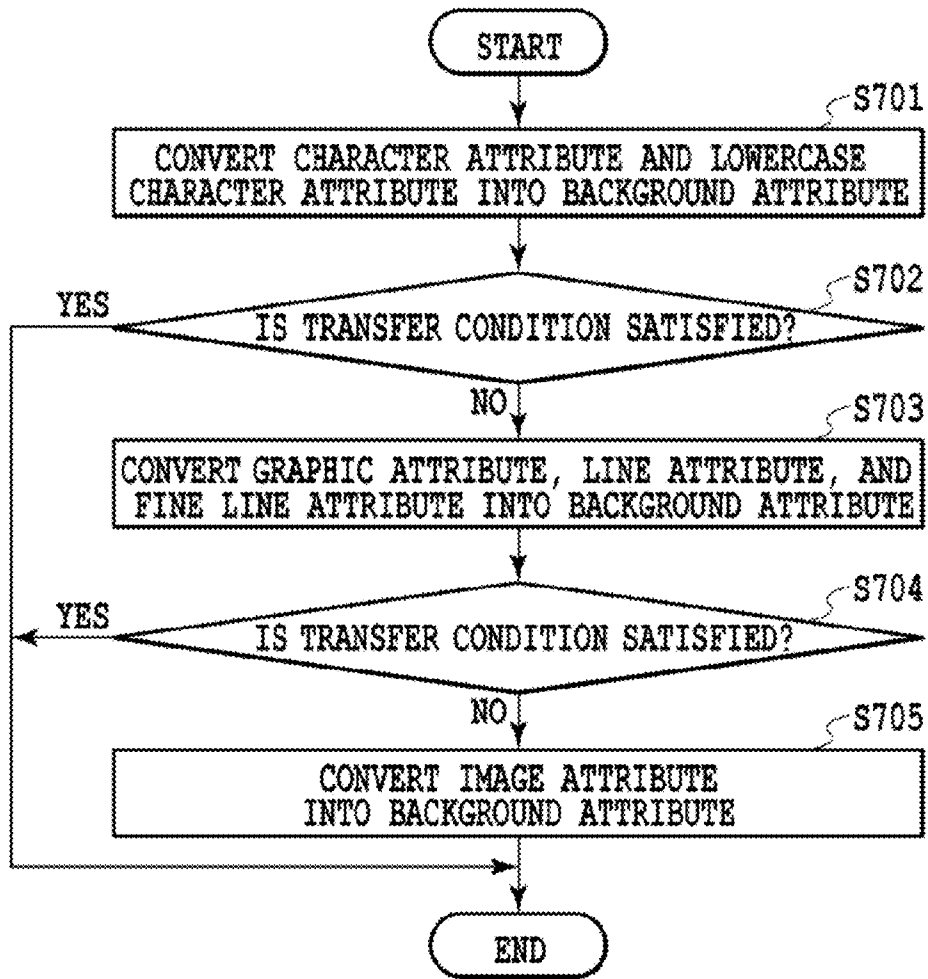 START
S701
CONVERT CHARACTER ATTRIBUTE AND LOWERCASE
CHARACTER ATTRIBUTE INTO BACKGROUND ATTRIBUTE
S702
YES
IS TRANSFER CONDITION SATISFIED?
NO
S703
CONVERT GRAPHIC ATTRIBUTE, LINE ATTRIBUTE, AND
FINE LINE ATTRIBUTE INTO BACKGROUND ATTRIBUTE
S704
YES
IS TRANSFER CONDITION SATISFIED?
NO
S705
CONVERT IMAGE ATTRIBUTE
INTO BACKGROUND ATTRIBUTE
END